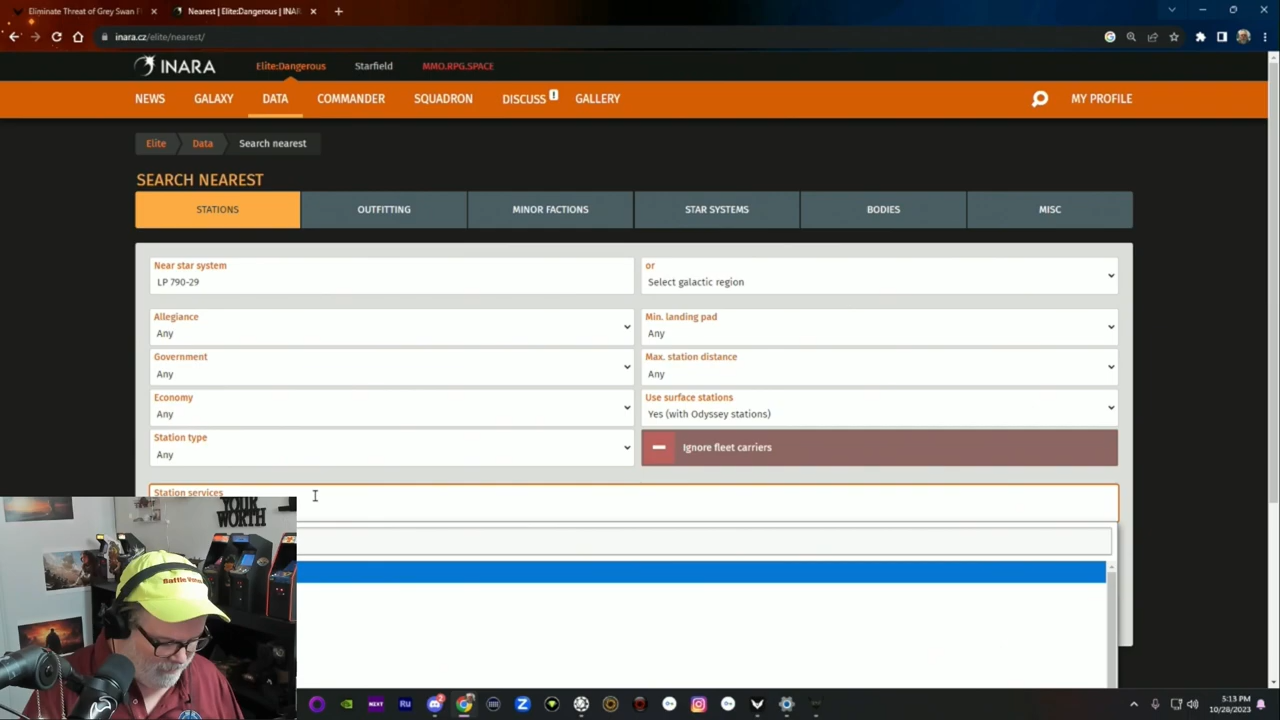 Eliminate Threat of Grey Swan
Nearest | Elite:Dangerous | INAR
inara.cz/elite/nearest/
INARA
Elite:Dangerous
Starfield
MMO.RPG.SPACE
NEWS
GALAXY
DATA
COMMANDER
SQUADRON
DISCUSS !
GALLERY
MY PROFILE
Elite
Data
Search nearest
SEARCH NEAREST
STATIONS
OUTFITTING
MINOR FACTIONS
STAR SYSTEMS
BODIES
MISC
Near star system
LP 790-29
or
Select galactic region
Allegiance
Any
Min. landing pad
Any
Government
Any
Max. station distance
Any
Economy
Any
Use surface stations
Yes (with Odyssey stations)
Station type
Any
Ignore fleet carriers
Station services
YOUR
WORTH
5:13 PM
10/28/2023